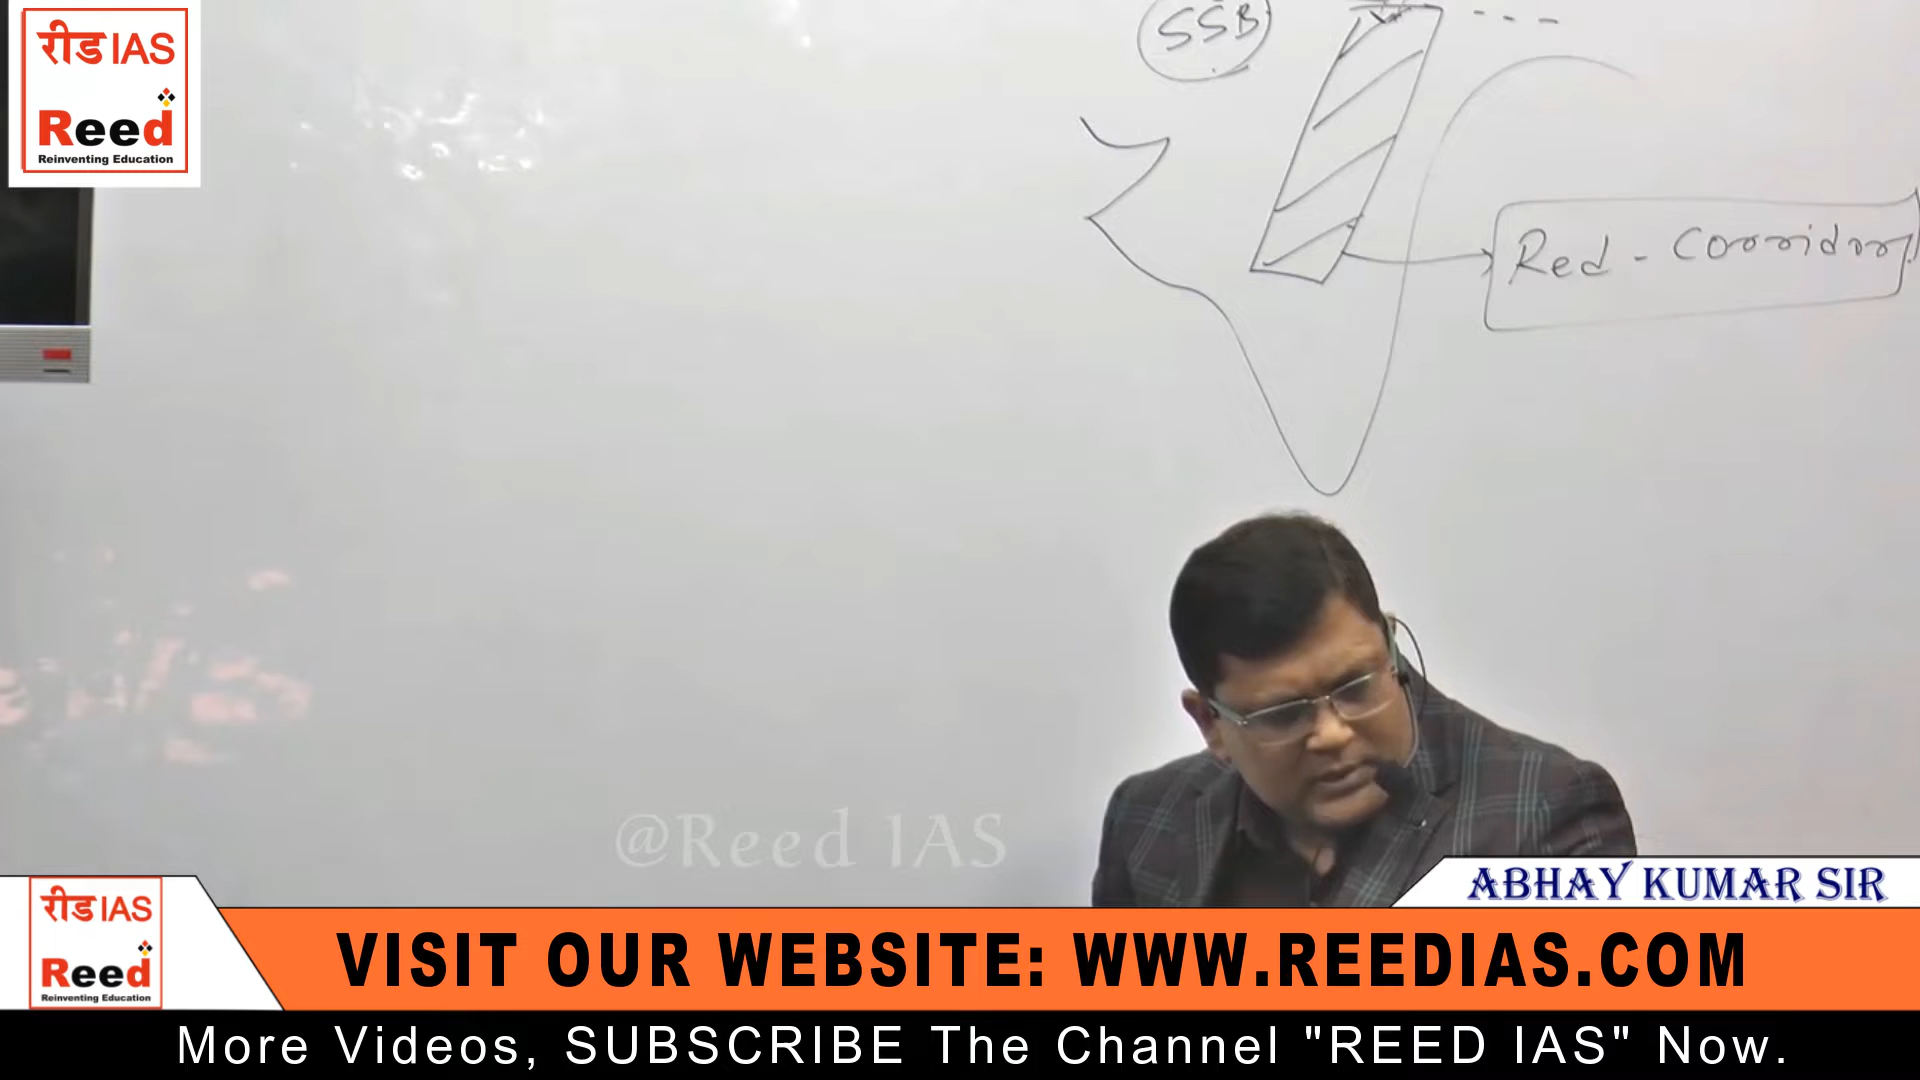 रीड IAS
Reed
Reinventing Education
SSB
Red - Corridor
@Reed IAS
ABHAY KUMAR SIR
रीड IAS
Reed
Reinventing Education
VISIT OUR WEBSITE: WWW.REEDIAS.COM
More Videos, SUBSCRIBE The Channel "REED IAS" Now.